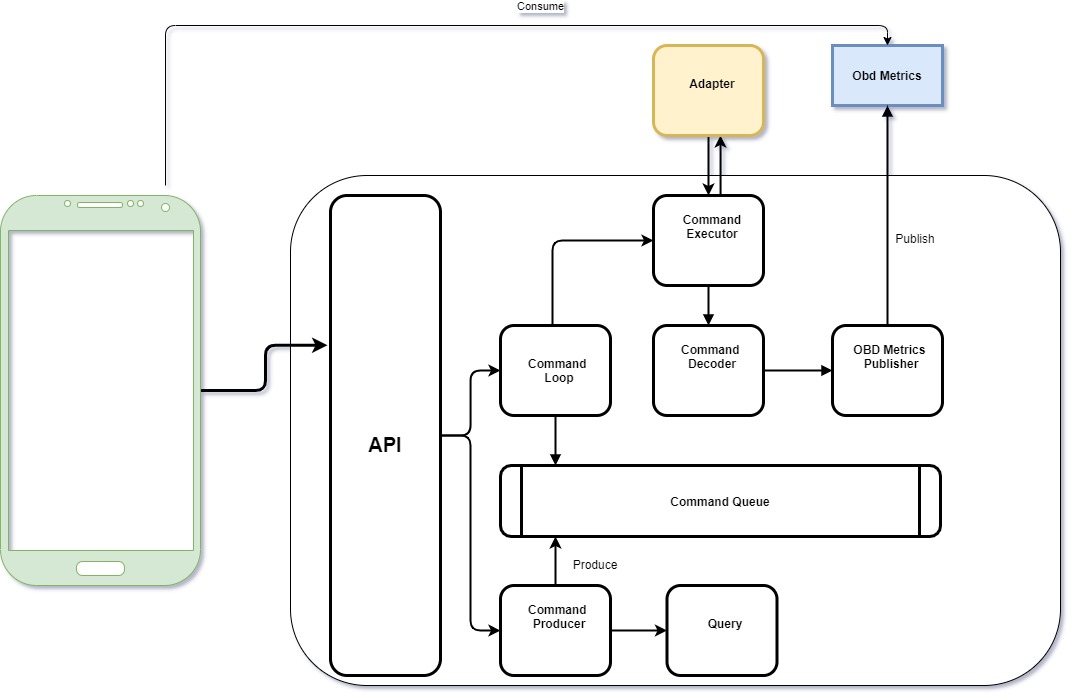 Consume
Adapter
Obd Metrics
Command
Executor
Publish
Command
Loop
Command
Decoder
OBD Metrics
Publisher
API
Command Queue
Produce
Command
Producer
Query